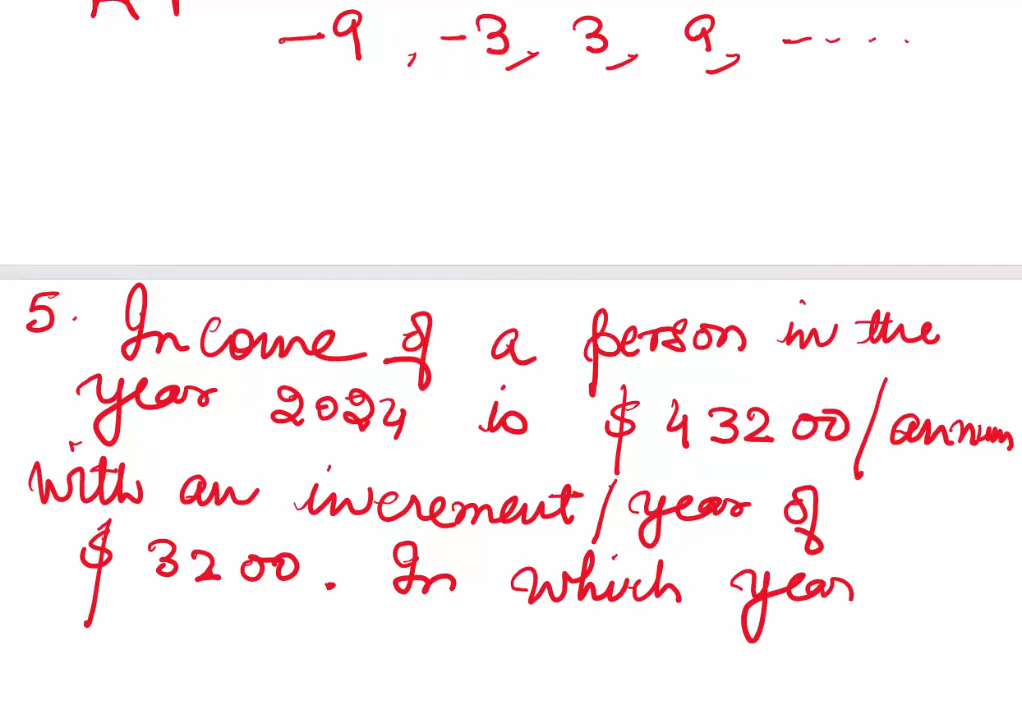 -9, -3, 3, 9, -----
5. Income of a person in the
year 2024 is $43200/annum
with an increment/year of
$3200. In which year